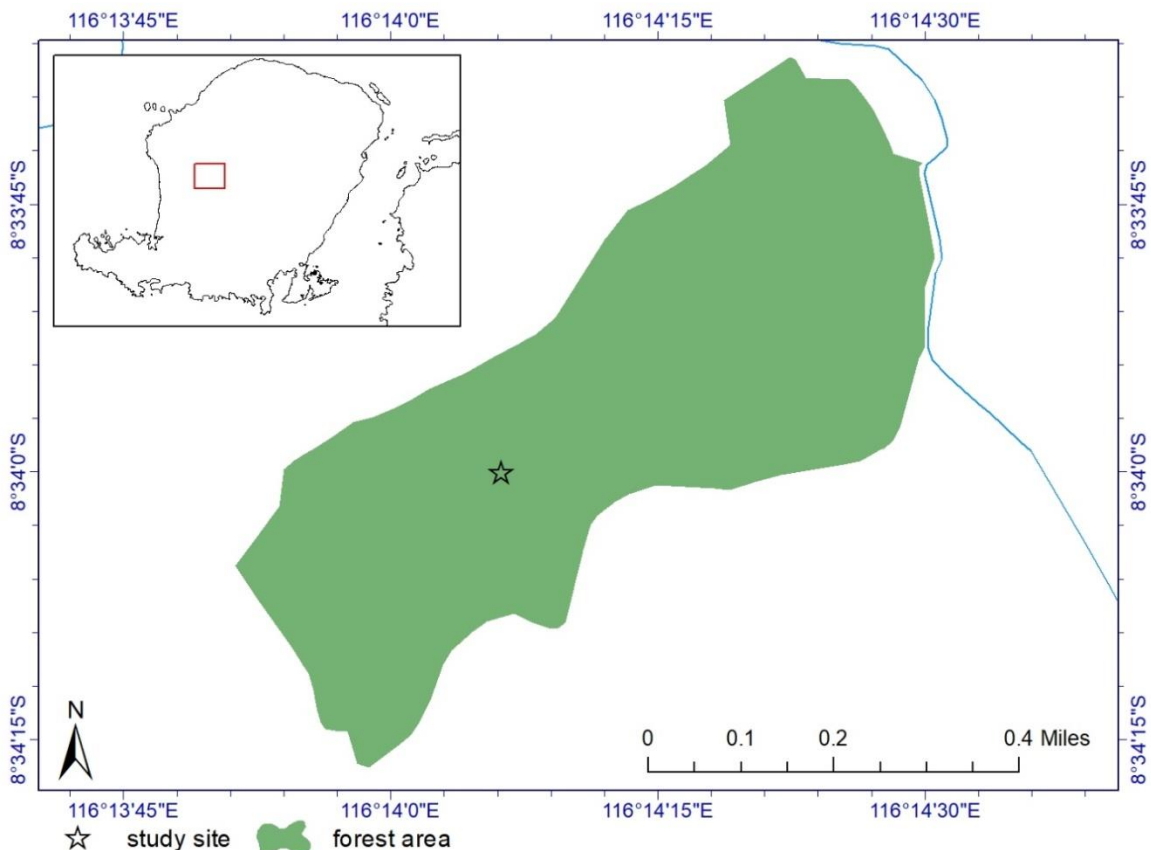 116°13'45"E 116°14'0"E 116°14'15"E 116°14'30"E
8°33'45"S 8°33'45"S
8°34'0"S 8°34'0"S
8°34'15"S 8°34'15"S
N
0 0.1 0.2 0.4 Miles
116°13'45"E 116°14'0"E 116°14'15"E 116°14'30"E
study site forest area